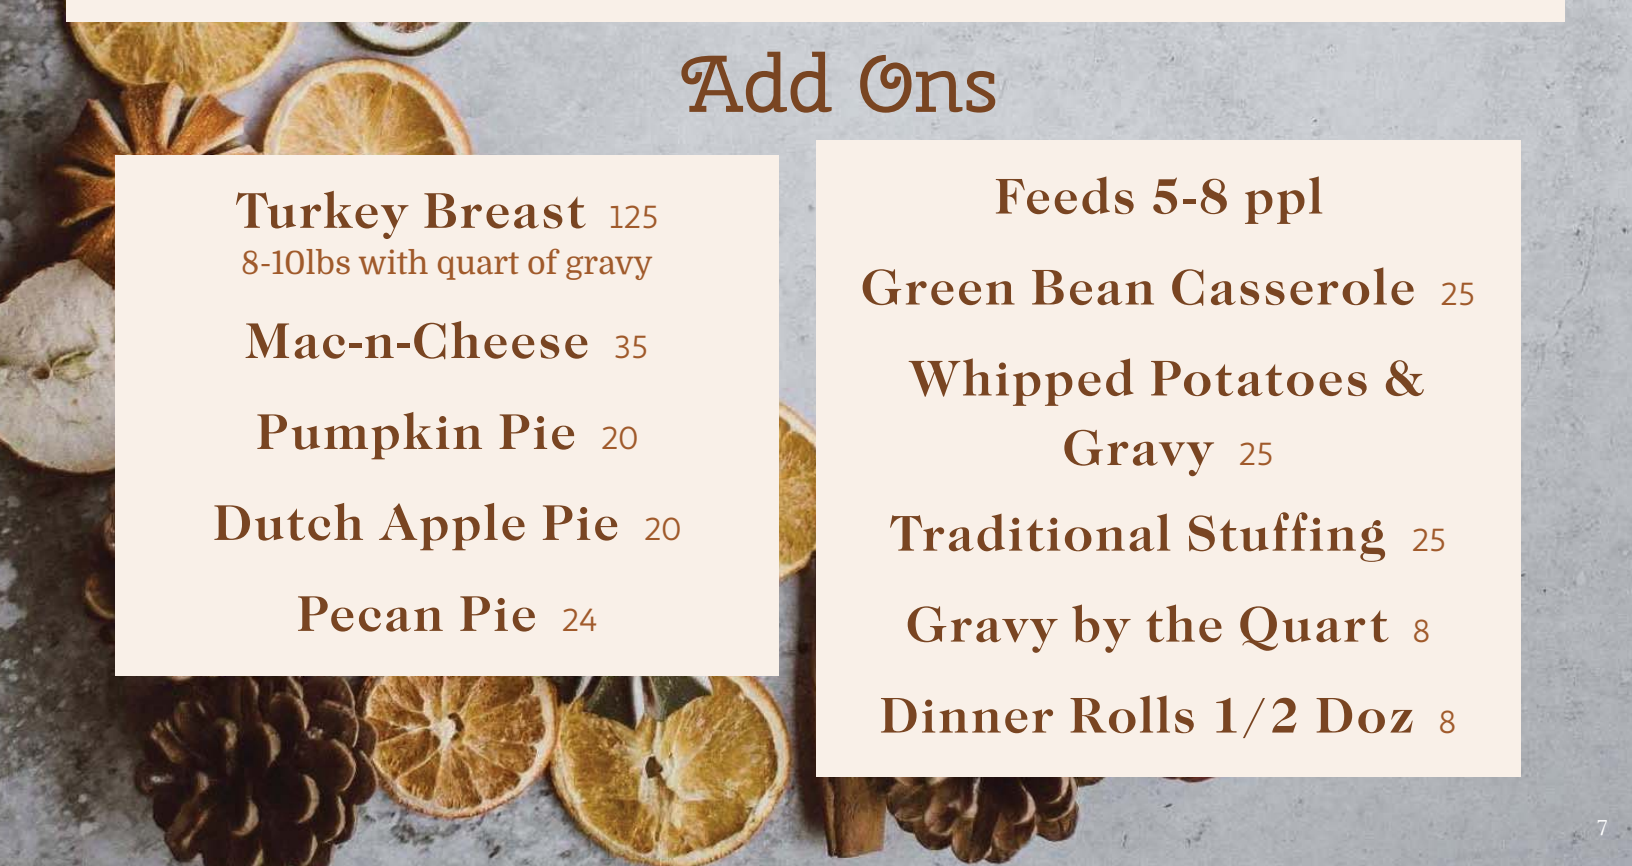 Add Ons
Turkey Breast 125
8-10lbs with quart of gravy
Mac-n-Cheese 35
Pumpkin Pie 20
Dutch Apple Pie 20
Pecan Pie 24
Feeds 5-8 ppl
Green Bean Casserole 25
Whipped Potatoes &
Gravy 25
Traditional Stuffing 25
Gravy by the Quart 8
Dinner Rolls 1/2 Doz 8
7